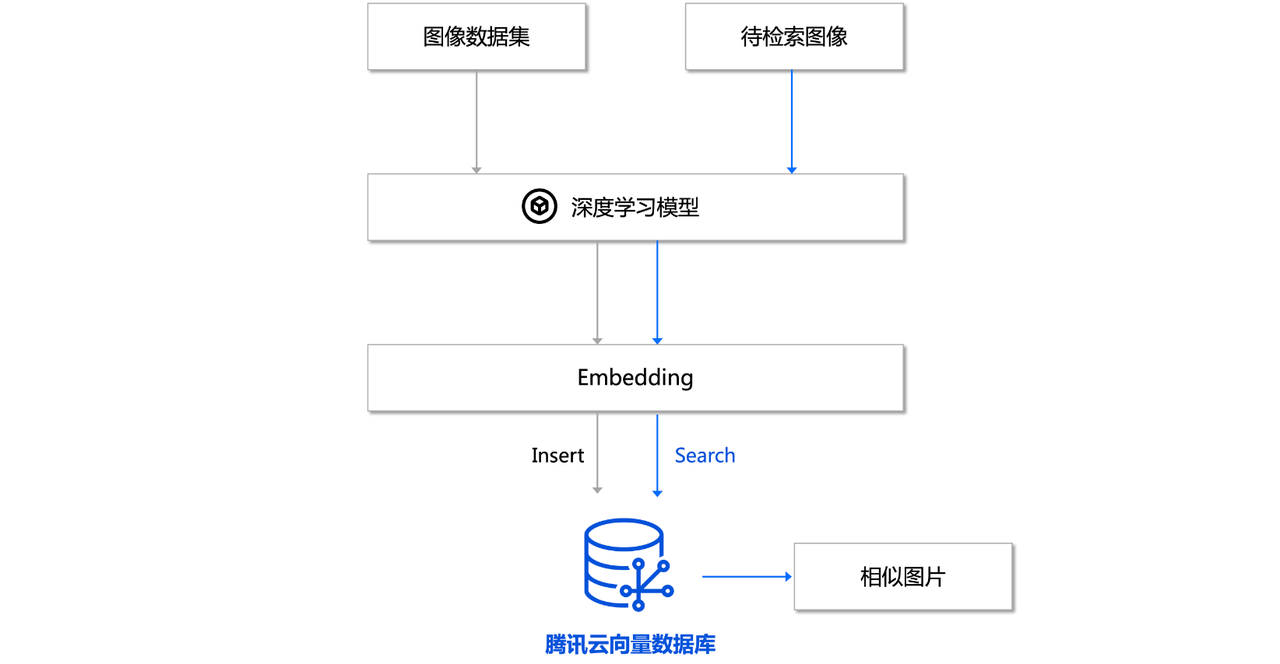 图像数据集
待检索图像
深度学习模型
Embedding
Insert
Search
相似图片
腾讯云向量数据库